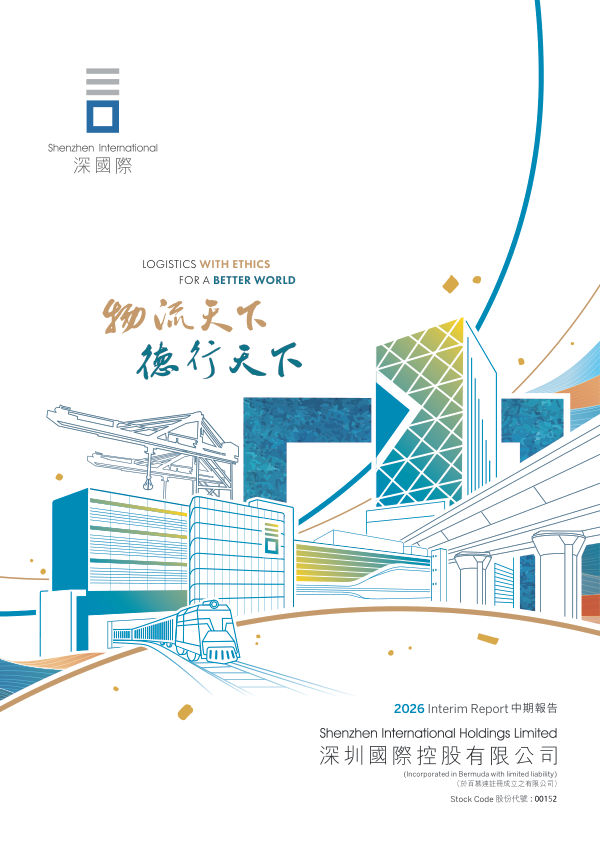 Shenzhen International
深國際
LOGISTICS WITH ETHICS
FOR A BETTER WORLD
物流天下
德行天下
2026 Interim Report 中期報告
Shenzhen International Holdings Limited
深圳國際控股有限公司
(Incorporated in Bermuda with limited liability)
（於百慕達註冊成立之有限公司）
Stock Code 股份代號 : 00152